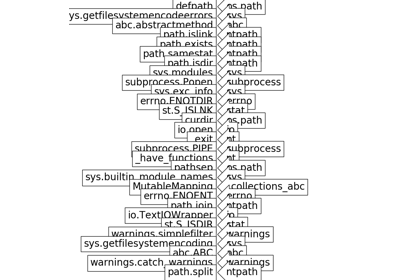 defpath os.path
sys.getfilesystemencodeerrors sys
abc.abstractmethod abc
path.islink ntpath
path.exists ntpath
path.samestat ntpath
path.isdir ntpath
sys.modules sys
subprocess.Popen subprocess
sys.exc_info sys
errno.ENOTDIR errno
st.S_ISLNK stat
curdir os.path
io.open io
_exit nt
subprocess.PIPE subprocess
_have_functions nt
pathsep os.path
sys.builtin_module_names sys
MutableMapping _collections_abc
errno.ENOENT errno
path.join ntpath
io.TextIOWrapper io
st.S_ISDIR stat
warnings.simplefilter warnings
sys.getfilesystemencoding sys
abc.ABC abc
warnings.catch_warnings warnings
path.split ntpath